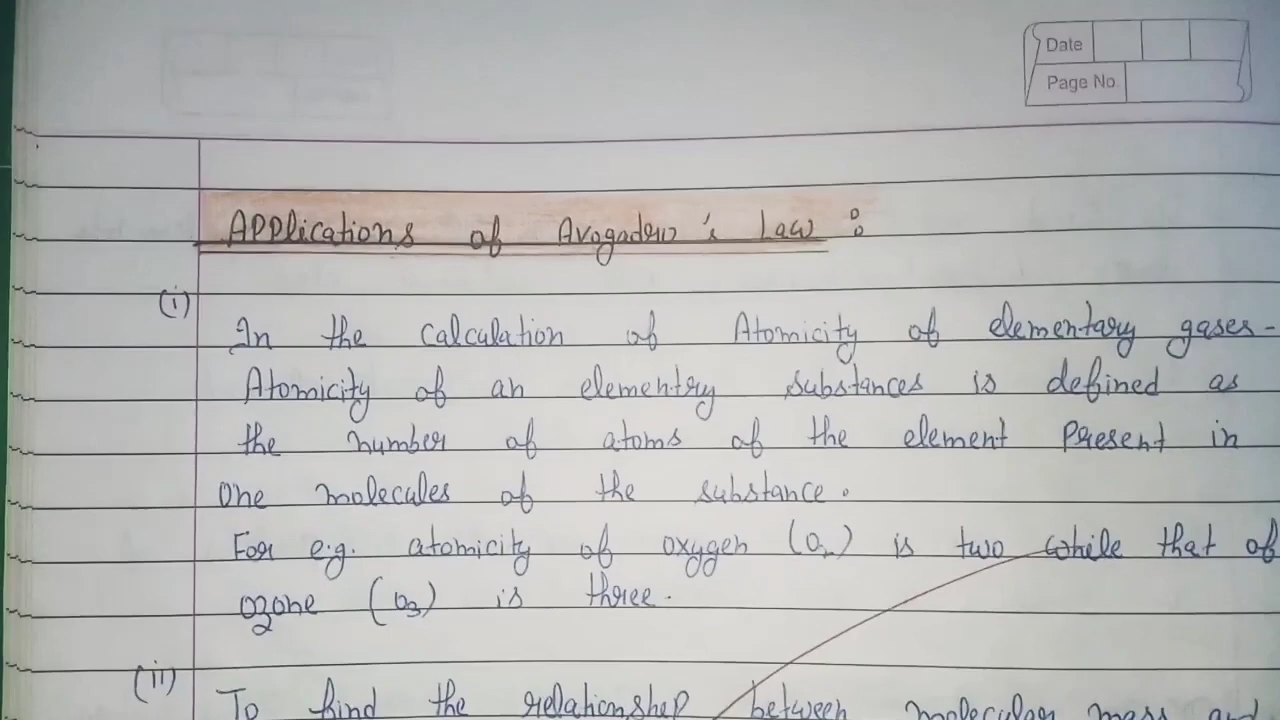 Date
Page No.
Applications of Avogadro's Law :
(i)
In the calculation of Atomicity of elementary gases-
Atomicity of an elementry substances is defined as
the number of atoms of the element present in
one molecules of the substance.
For e.g. atomicity of oxygen (O₂) is two while that of
ozone (O₃) is three.
(ii)
To find the relationship between molecular mass and